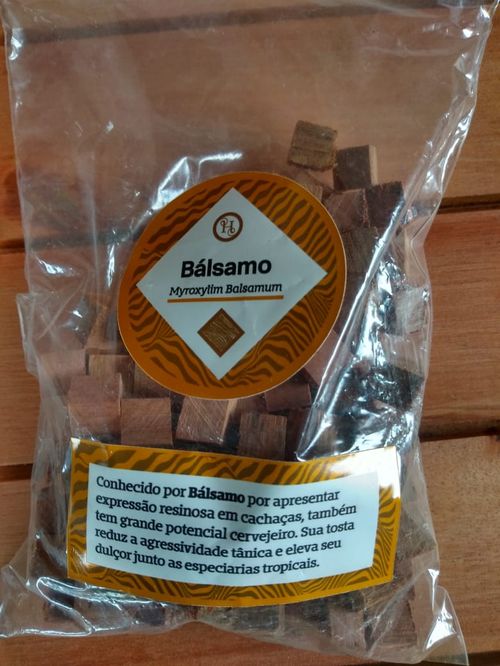 Bálsamo
Myroxylim Balsamum
Conhecido por Bálsamo por apresentar
expressão resinosa em cachaças, também
tem grande potencial cervejeiro. Sua tosta
reduz a agressividade tânica e eleva seu
dulçor junto as especiarias tropicais.